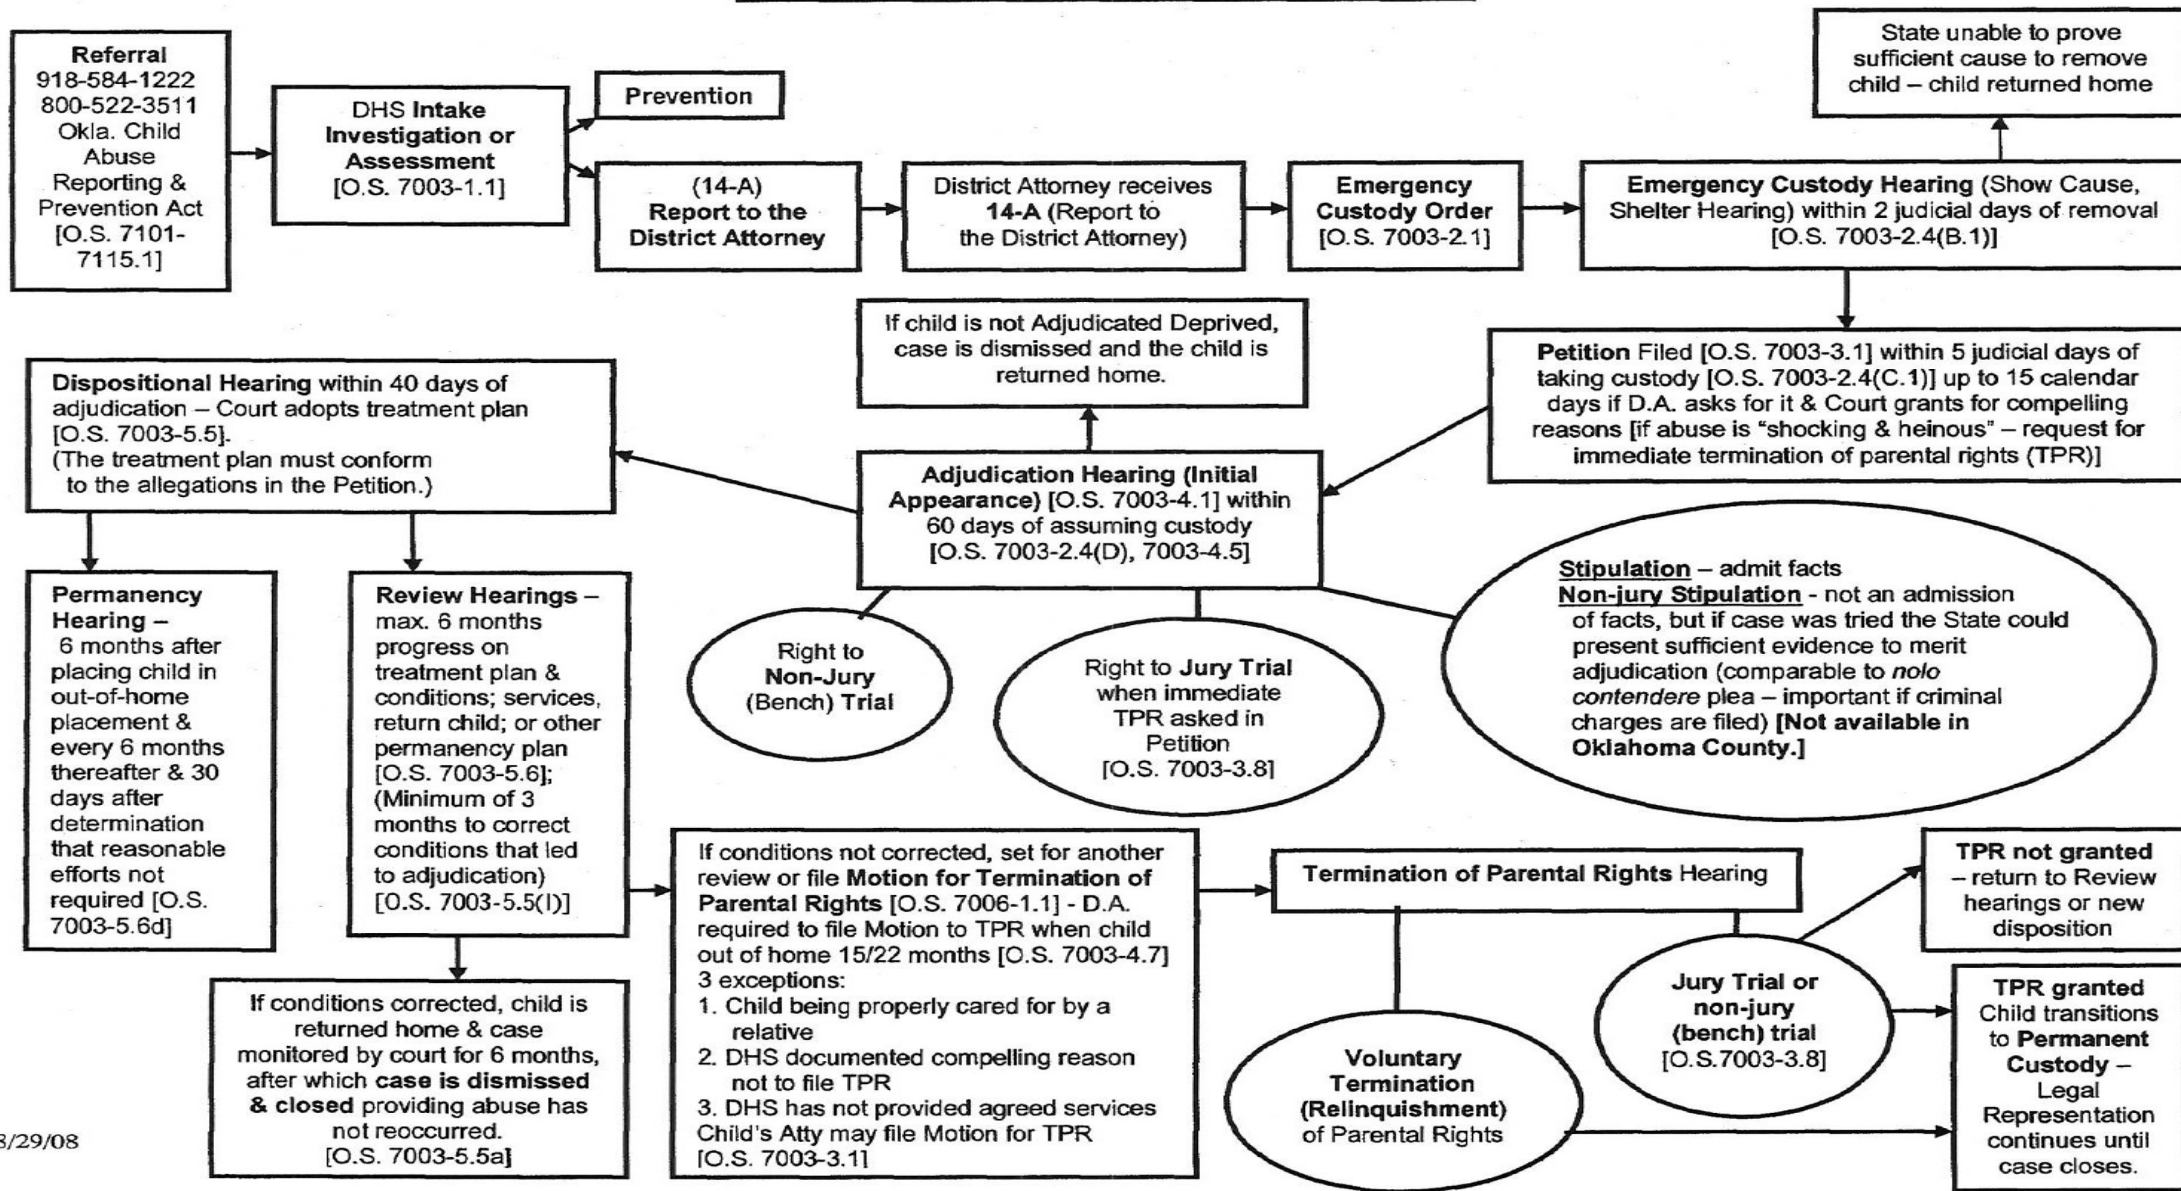 Referral
918-584-1222
800-522-3511
Okla. Child
Abuse
Reporting &
Prevention Act
[O.S. 7101-
7115.1]
DHS Intake
Investigation or
Assessment
[O.S. 7003-1.1]
Prevention
(14-A)
Report to the
District Attorney
District Attorney receives
14-A (Report to
the District Attorney)
Emergency
Custody Order
[O.S. 7003-2.1]
State unable to prove
sufficient cause to remove
child – child returned home
Emergency Custody Hearing (Show Cause,
Shelter Hearing) within 2 judicial days of removal
[O.S. 7003-2.4(B.1)]
Petition Filed [O.S. 7003-3.1] within 5 judicial days of
taking custody [O.S. 7003-2.4(C.1)] up to 15 calendar
days if D.A. asks for it & Court grants for compelling
reasons [if abuse is "shocking & heinous" – request for
immediate termination of parental rights (TPR)]
If child is not Adjudicated Deprived,
case is dismissed and the child is
returned home.
Adjudication Hearing (Initial
Appearance) [O.S. 7003-4.1] within
60 days of assuming custody
[O.S. 7003-2.4(D), 7003-4.5]
Dispositional Hearing within 40 days of
adjudication – Court adopts treatment plan
[O.S. 7003-5.5].
(The treatment plan must conform
to the allegations in the Petition.)
Right to
Non-Jury
(Bench) Trial
Right to Jury Trial
when immediate
TPR asked in
Petition
[O.S. 7003-3.8]
Stipulation – admit facts
Non-jury Stipulation - not an admission
of facts, but if case was tried the State could
present sufficient evidence to merit
adjudication (comparable to nolo
contendere plea – important if criminal
charges are filed) [Not available in
Oklahoma County.]
Permanency
Hearing –
6 months after
placing child in
out-of-home
placement &
every 6 months
thereafter & 30
days after
determination
that reasonable
efforts not
required [O.S.
7003-5.6d]
Review Hearings –
max. 6 months
progress on
treatment plan &
conditions; services,
return child; or other
permanency plan
[O.S. 7003-5.6];
(Minimum of 3
months to correct
conditions that led
to adjudication)
[O.S. 7003-5.5(I)]
If conditions corrected, child is
returned home & case
monitored by court for 6 months,
after which case is dismissed
& closed providing abuse has
not reoccurred.
[O.S. 7003-5.5a]
If conditions not corrected, set for another
review or file Motion for Termination of
Parental Rights [O.S. 7006-1.1] - D.A.
required to file Motion to TPR when child
out of home 15/22 months [O.S. 7003-4.7]
3 exceptions:
1. Child being properly cared for by a
relative
2. DHS documented compelling reason
not to file TPR
3. DHS has not provided agreed services
Child's Atty may file Motion for TPR
[O.S. 7003-3.1]
Termination of Parental Rights Hearing
Voluntary
Termination
(Relinquishment)
of Parental Rights
Jury Trial or
non-jury
(bench) trial
[O.S.7003-3.8]
TPR not granted
– return to Review
hearings or new
disposition
TPR granted
Child transitions
to Permanent
Custody –
Legal
Representation
continues until
case closes.
8/29/08